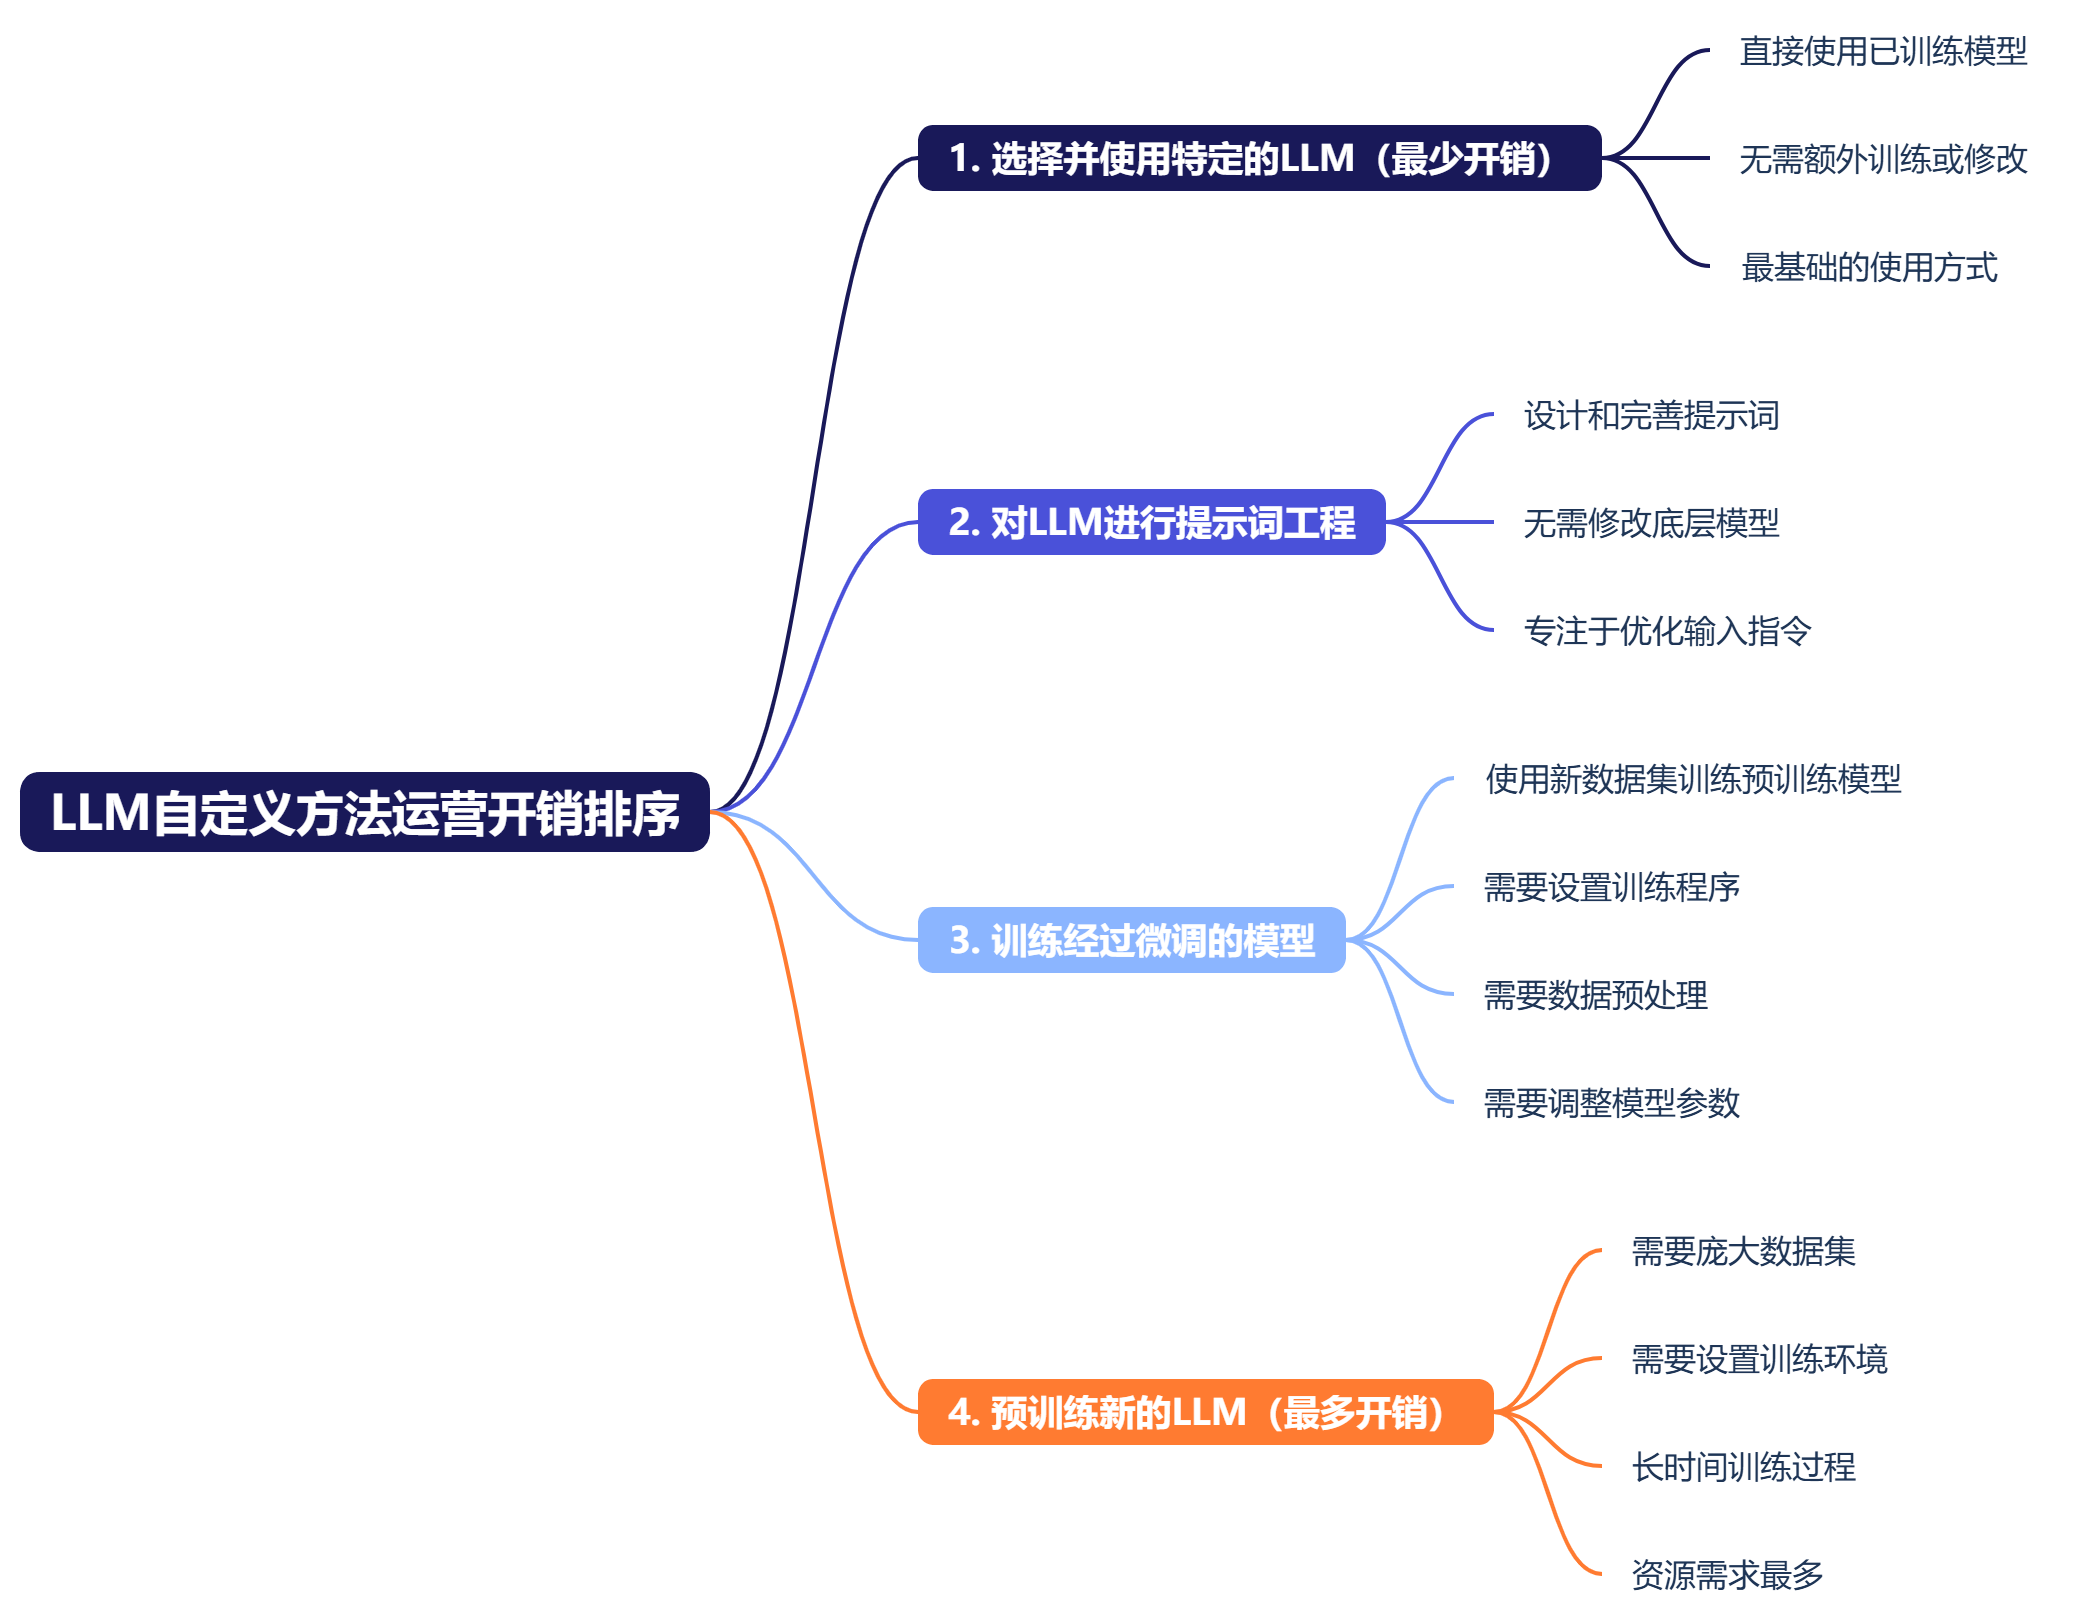 LLM自定义方法运营开销排序
1. 选择并使用特定的LLM（最少开销）
直接使用已训练模型
无需额外训练或修改
最基础的使用方式
2. 对LLM进行提示词工程
设计和完善提示词
无需修改底层模型
专注于优化输入指令
3. 训练经过微调的模型
使用新数据集训练预训练模型
需要设置训练程序
需要数据预处理
需要调整模型参数
4. 预训练新的LLM（最多开销）
需要庞大数据集
需要设置训练环境
长时间训练过程
资源需求最多